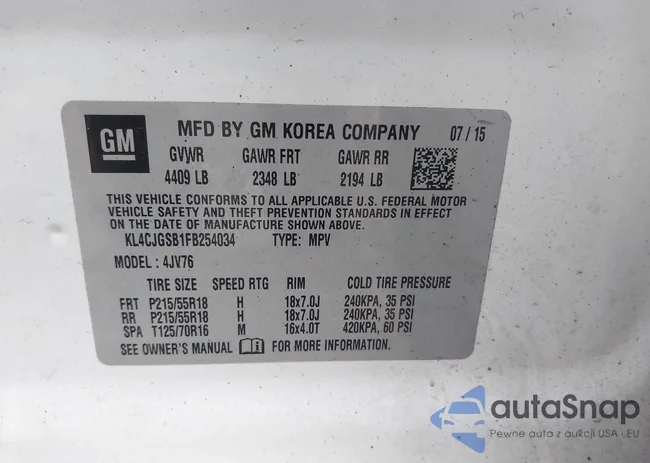 GM MFD BY GM KOREA COMPANY 07/15
GVWR GAWR FRT GAWR RR
4409 LB 2348 LB 2194 LB
THIS VEHICLE CONFORMS TO ALL APPLICABLE U.S. FEDERAL MOTOR
VEHICLE SAFETY AND THEFT PREVENTION STANDARDS IN EFFECT
ON THE DATE OF MANUFACTURE SHOWN ABOVE.
KL4CJGSB1FB254034 TYPE: MPV
MODEL: 4JV76
TIRE SIZE SPEED RTG RIM COLD TIRE PRESSURE
FRT P215/55R18 H 18x7.0J 240KPA, 35 PSI
RR P215/55R18 H 18x7.0J 240KPA, 35 PSI
SPA T125/70R16 M 16x4.0T 420KPA, 60 PSI
SEE OWNER'S MANUAL FOR MORE INFORMATION.
autoSnap
Pewne auta z aukcji USA i EU